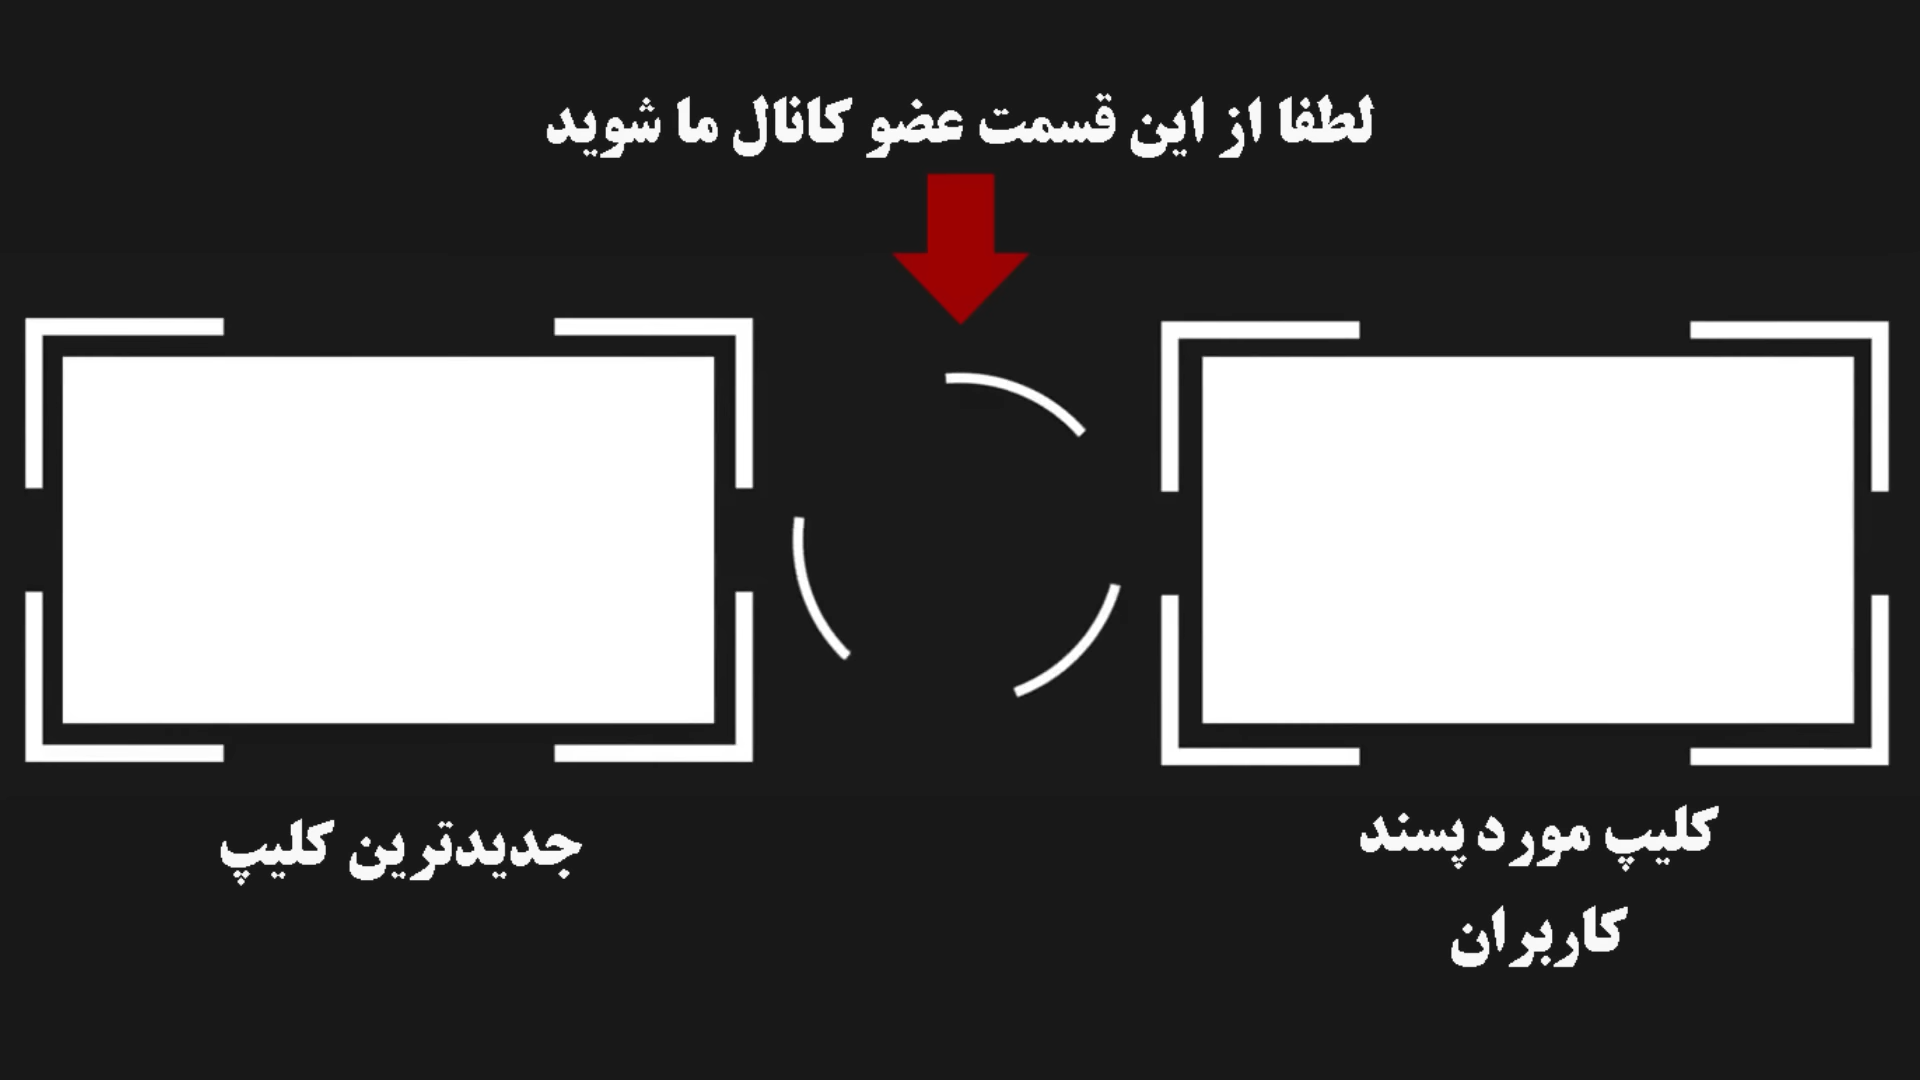 لطفا از این قسمت عضو کانال ما شوید
کلیپ مورد پسند
کاربران
جدیدترین کلیپ